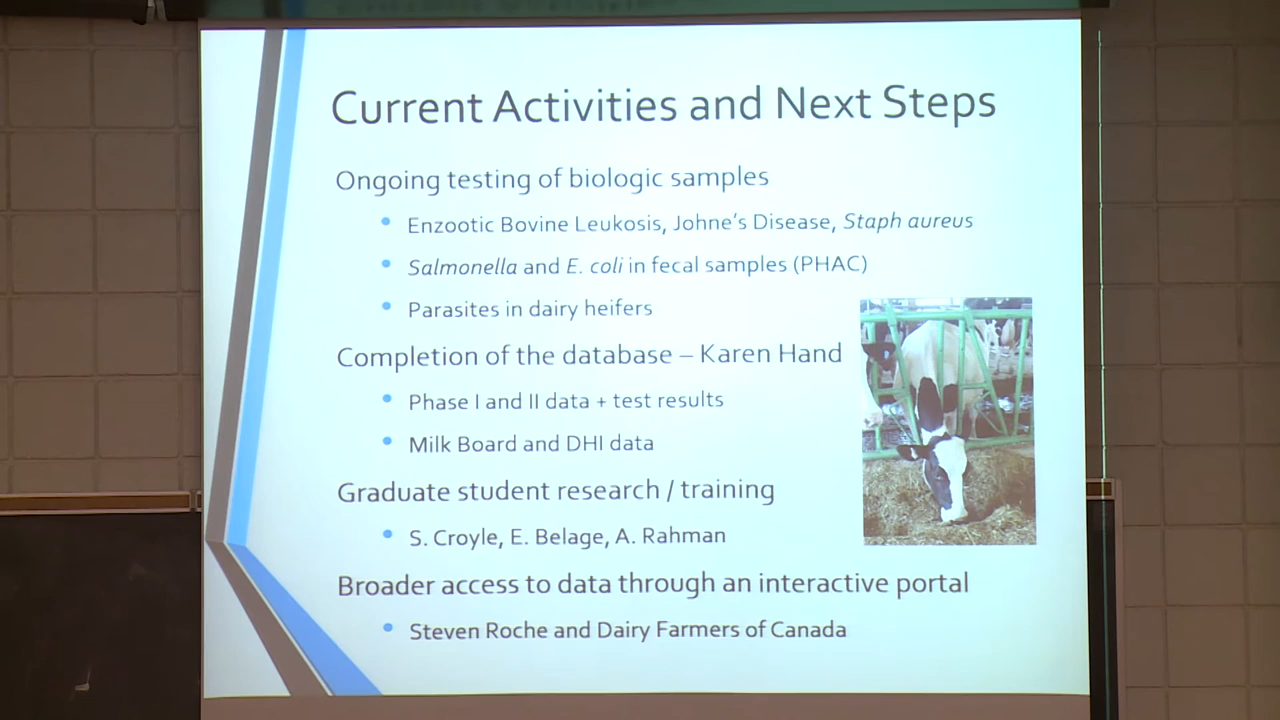 Current Activities and Next Steps
Ongoing testing of biologic samples
• Enzootic Bovine Leukosis, Johne's Disease, Staph aureus
• Salmonella and E. coli in fecal samples (PHAC)
• Parasites in dairy heifers
Completion of the database – Karen Hand
• Phase I and II data + test results
• Milk Board and DHI data
Graduate student research / training
• S. Croyle, E. Belage, A. Rahman
Broader access to data through an interactive portal
• Steven Roche and Dairy Farmers of Canada